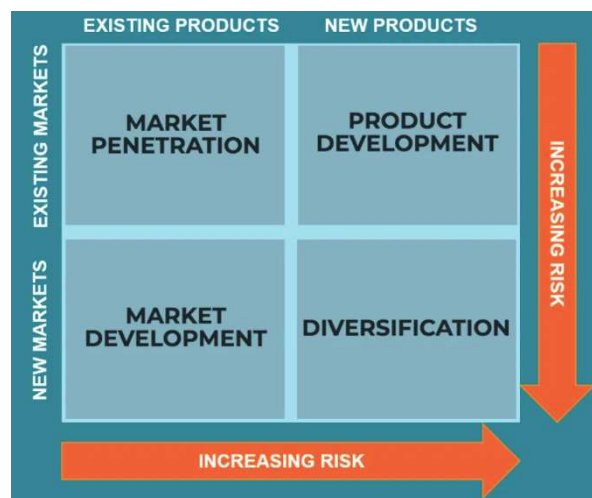 EXISTING PRODUCTS
NEW PRODUCTS
EXISTING MARKETS
MARKET
PENETRATION
PRODUCT
DEVELOPMENT
INCREASING RISK
NEW MARKETS
MARKET
DEVELOPMENT
DIVERSIFICATION
INCREASING RISK